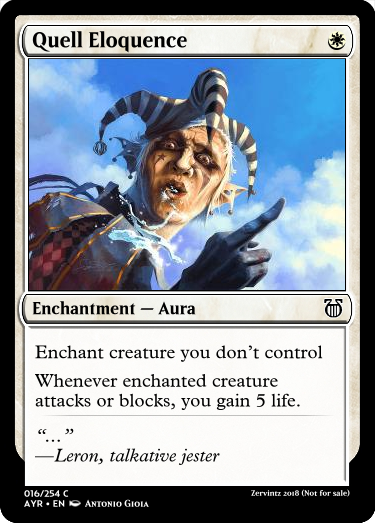 Quell Eloquence
Enchantment — Aura
Enchant creature you don't control
Whenever enchanted creature
attacks or blocks, you gain 5 life.
“...”
—Leron, talkative jester
016/254 C
Zervintz 2018 (Not for sale)
AYR • EN Antonio Gioia